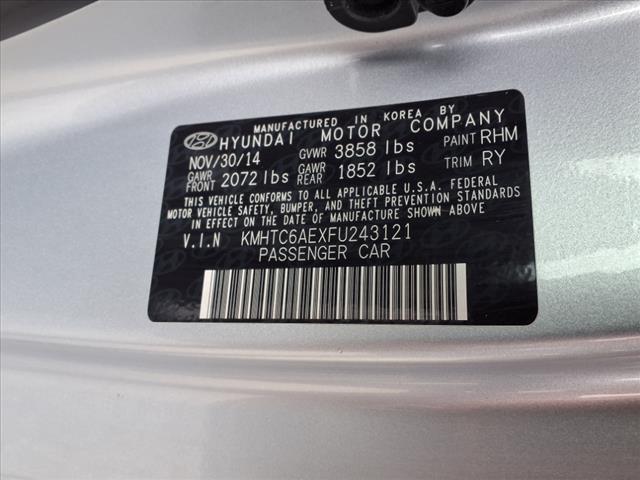 MANUFACTURED IN KOREA BY
HYUNDAI MOTOR COMPANY
NOV/30/14 GVWR 3858 lbs PAINT RHM
GAWR FRONT 2072 lbs GAWR REAR 1852 lbs TRIM RY
THIS VEHICLE CONFORMS TO ALL APPLICABLE U.S.A. FEDERAL
MOTOR VEHICLE SAFETY, BUMPER, AND THEFT PREVENTION STANDARDS
IN EFFECT ON THE DATE OF MANUFACTURE SHOWN ABOVE.
V.I.N KMHTC6AEXFU243121
PASSENGER CAR